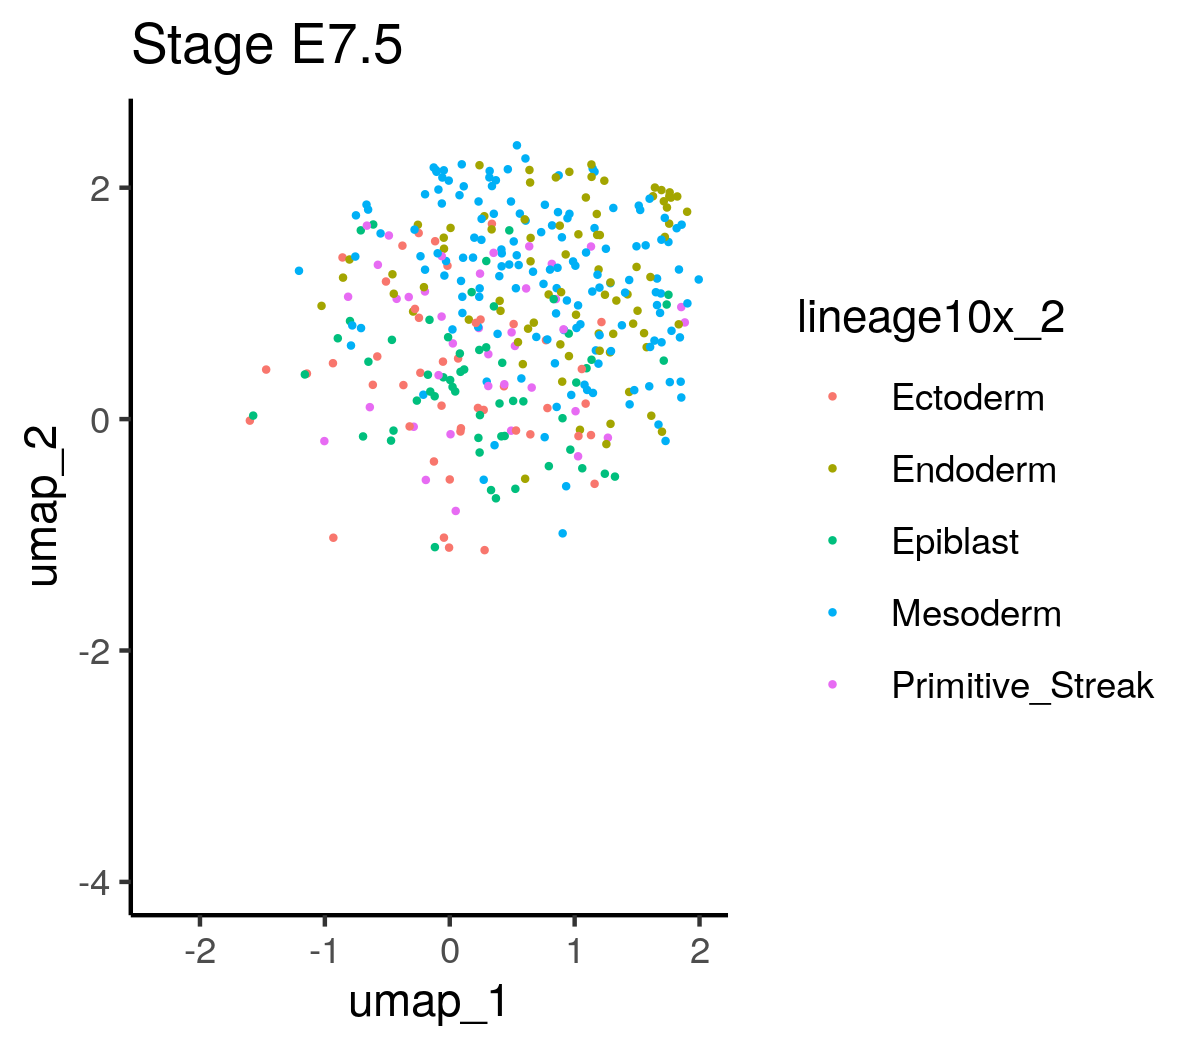 Stage E7.5
2
0
-2
-4
umap_2
-2
-1
0
1
2
umap_1
lineage10x_2
Ectoderm
Endoderm
Epiblast
Mesoderm
Primitive_Streak